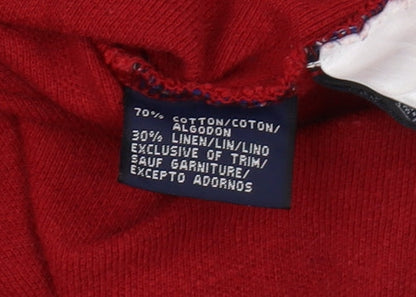 70% COTTON/COTON/
ALGODON
30% LINEN/LIN/LINO
EXCLUSIVE OF TRIM/
SAUF GARNITURE/
EXCEPTO ADORNOS